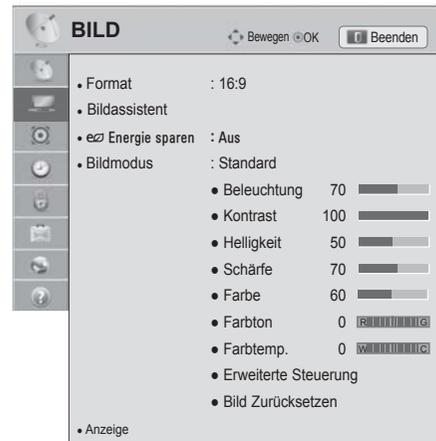 BILD Bewegen OK Beenden
• Format : 16:9
• Bildassistent
• Energie sparen : Aus
• Bildmodus : Standard
● Beleuchtung 70
● Kontrast 100
● Helligkeit 50
● Schärfe 70
● Farbe 60
● Farbton 0 R G
● Farbtemp. 0 W C
● Erweiterte Steuerung
● Bild Zurücksetzen
• Anzeige